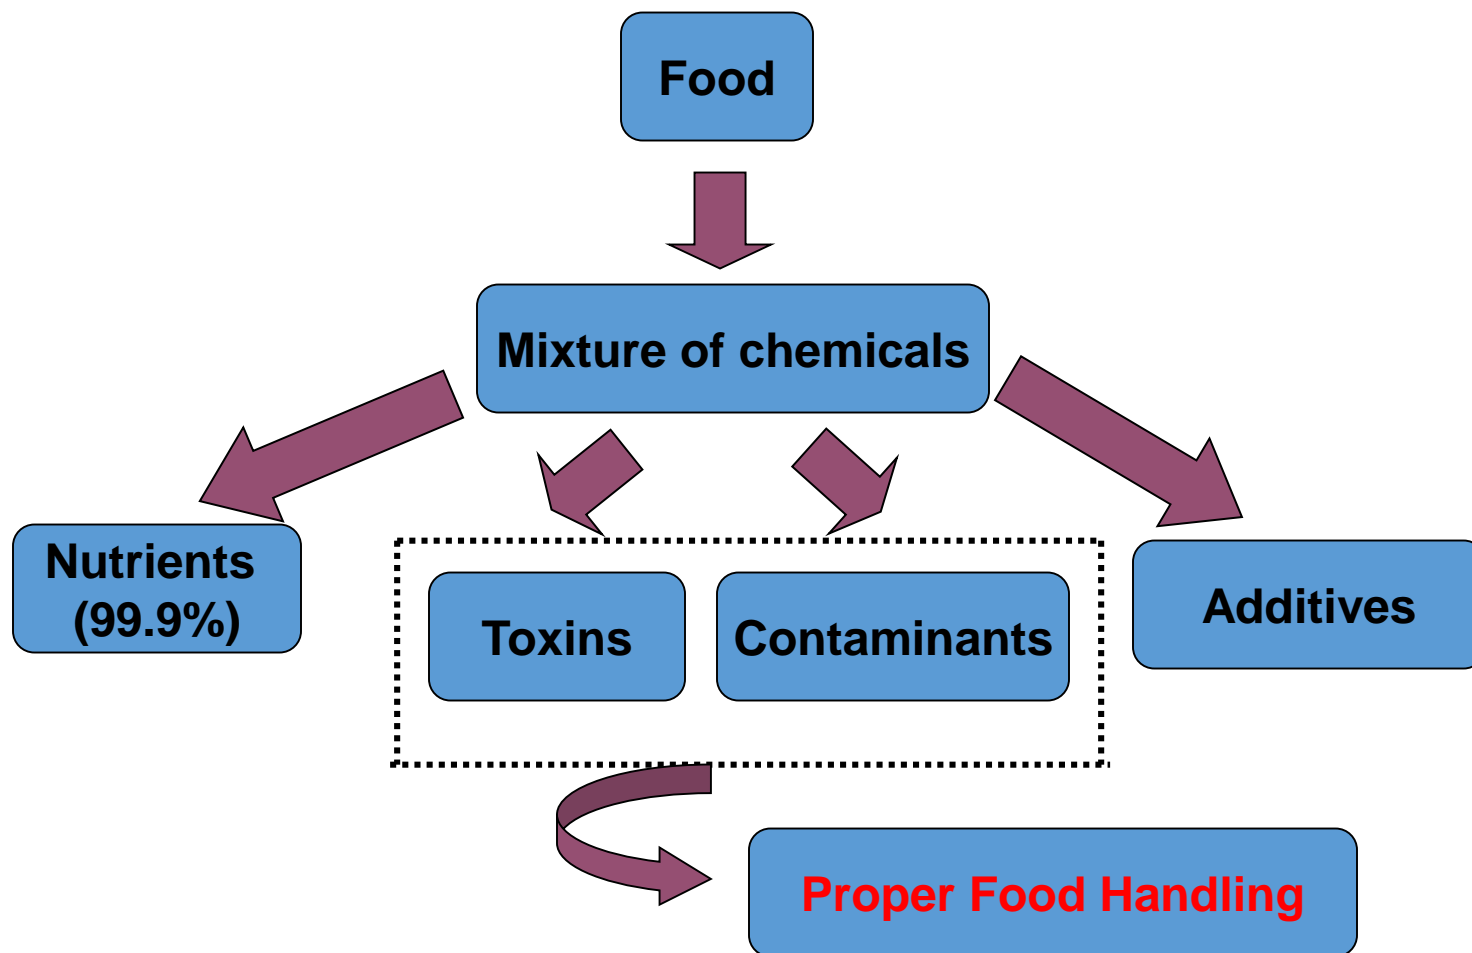 Food
Mixture of chemicals
Nutrients
(99.9%)
Toxins
Contaminants
Additives
Proper Food Handling